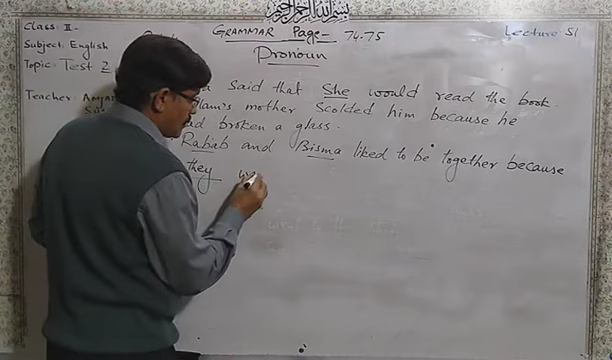 بسم الله الرحمن الرحيم
Class: II
GRAMMAR Page- 74-75
Lecture: 51
Subject: English
Pronoun
Topic: Test 2
said that She would read the book.
Teacher:
mother scolded him because he
broken a glass.
Rabiab and Bisma liked to be together because
they